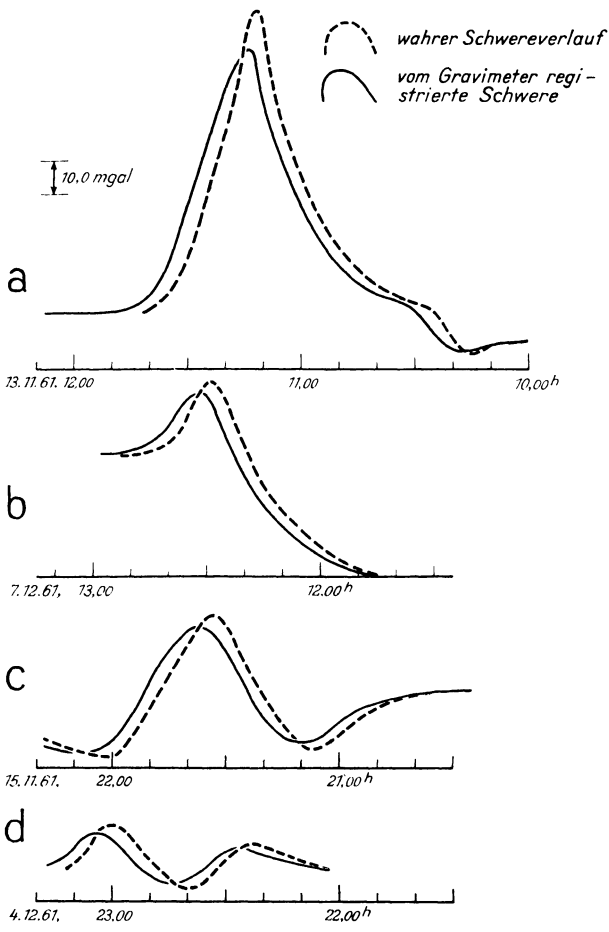 wahrer Schwereverlauf
vom Gravimeter regi-
strierte Schwere
10,0 mgal
a
13.11.61. 12,00 11,00 10,00h
b
7.12.61, 13,00 12.00h
c
15.11.61, 22,00 21,00h
d
4.12.61, 23,00 22,00h